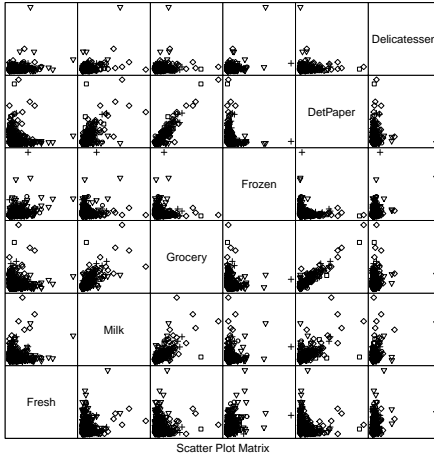 Delicatessen
DetPaper
Frozen
Grocery
Milk
Fresh
Scatter Plot Matrix